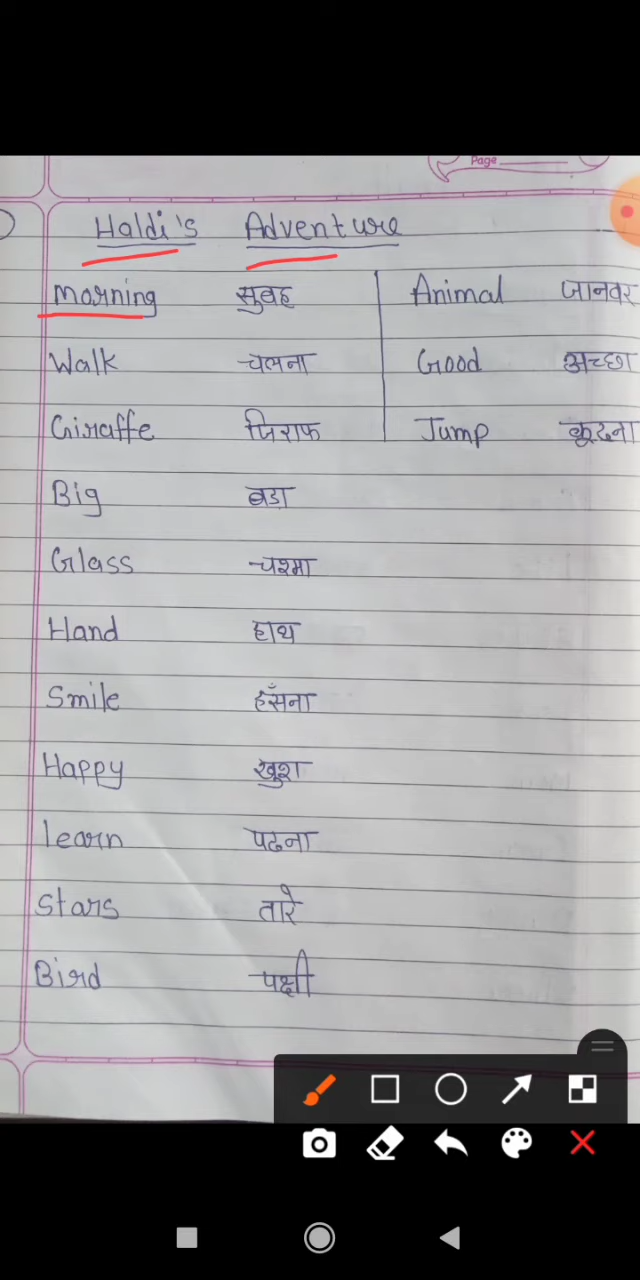 Page
Haldi's Adventure
Morning सुबह
Walk चलना
Giraffe जिराफ
Big बडा
Glass चश्मा
Hand हाथ
Smile हँसना
Happy खुश
learn पढना
Stars तारे
Bird पक्षी
Animal जानवर
Good अच्छा
Jump कूदना